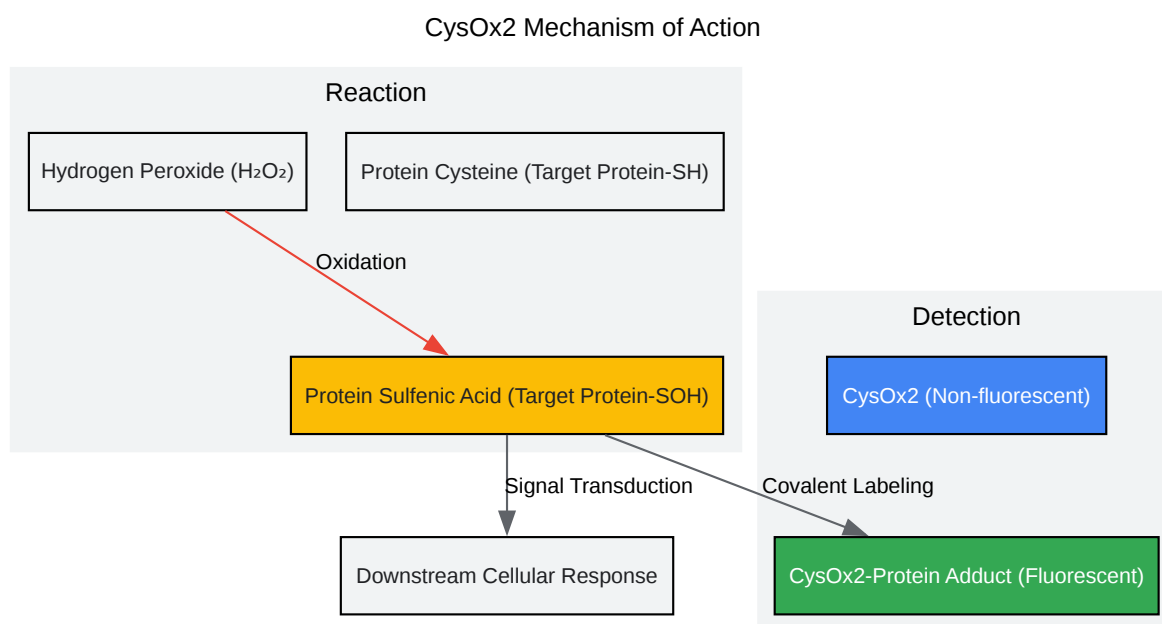 CysOx2 Mechanism of Action
Reaction
Hydrogen Peroxide (H₂O₂)
Protein Cysteine (Target Protein-SH)
Oxidation
Detection
Protein Sulfenic Acid (Target Protein-SOH)
CysOx2 (Non-fluorescent)
Signal Transduction
Covalent Labeling
Downstream Cellular Response
CysOx2-Protein Adduct (Fluorescent)